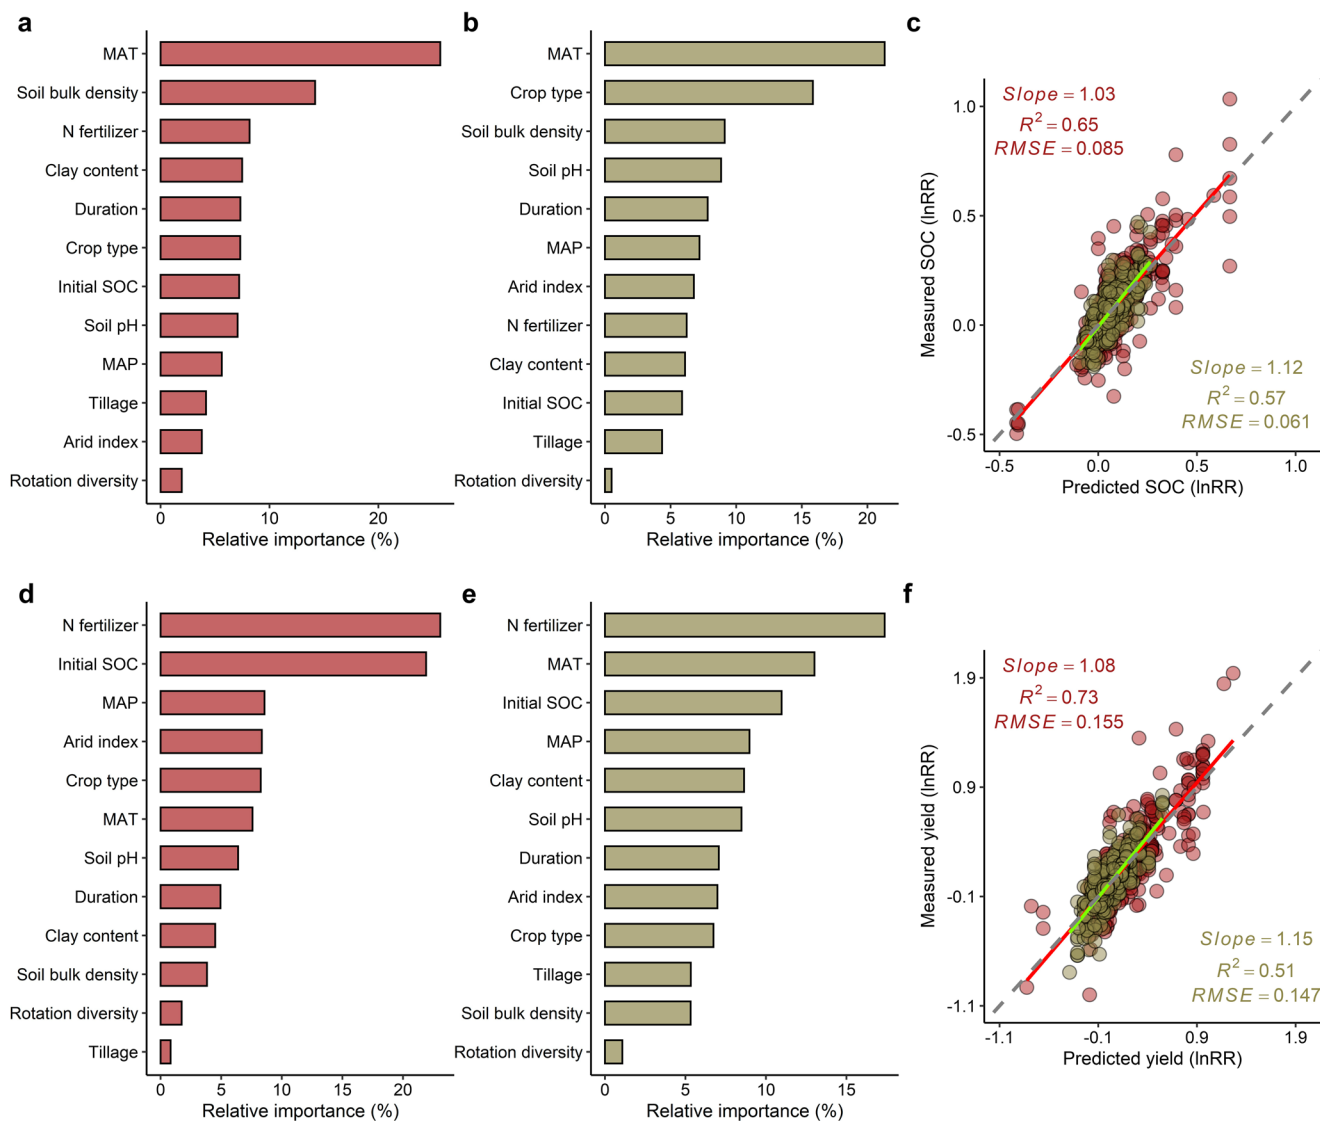 a
MAT
Soil bulk density
N fertilizer
Clay content
Duration
Crop type
Initial SOC
Soil pH
MAP
Tillage
Arid index
Rotation diversity
0 10 20
Relative importance (%)
b
MAT
Crop type
Soil bulk density
Soil pH
Duration
MAP
Arid index
N fertilizer
Clay content
Initial SOC
Tillage
Rotation diversity
0 5 10 15 20
Relative importance (%)
c
Slope = 1.03
R² = 0.65
RMSE = 0.085
Measured SOC (lnRR)
1.0
0.5
0.0
-0.5
Slope = 1.12
R² = 0.57
RMSE = 0.061
-0.5 0.0 0.5 1.0
Predicted SOC (lnRR)
d
N fertilizer
Initial SOC
MAP
Arid index
Crop type
MAT
Soil pH
Duration
Clay content
Soil bulk density
Rotation diversity
Tillage
0 5 10 15 20
Relative importance (%)
e
N fertilizer
MAT
Initial SOC
MAP
Clay content
Soil pH
Duration
Arid index
Crop type
Tillage
Soil bulk density
Rotation diversity
0 5 10 15
Relative importance (%)
f
Slope = 1.08
R² = 0.73
RMSE = 0.155
Measured yield (lnRR)
1.9
0.9
-0.1
-1.1
Slope = 1.15
R² = 0.51
RMSE = 0.147
-1.1 -0.1 0.9 1.9
Predicted yield (lnRR)